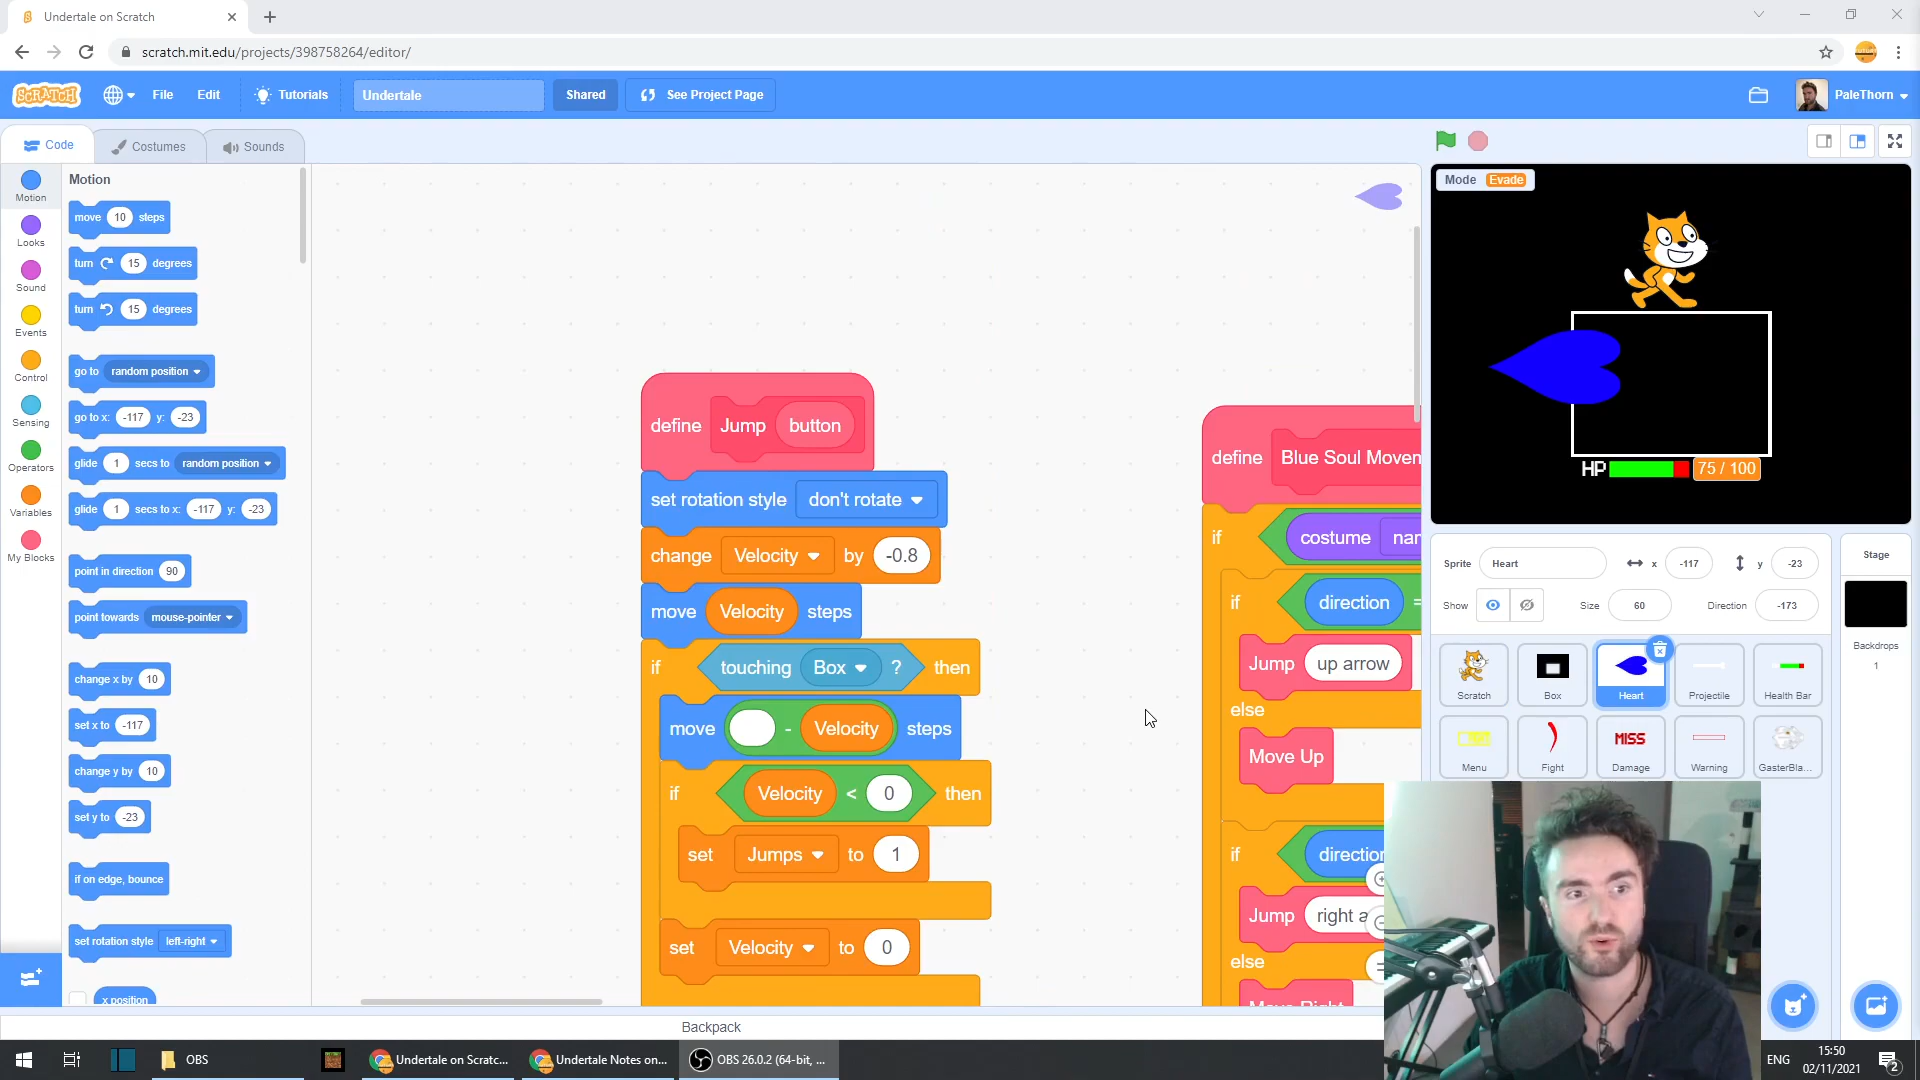 Undertale on Scratch
scratch.mit.edu/projects/398758264/editor/
SCRATCH
File
Edit
Tutorials
Undertale
Shared
See Project Page
PaleThorn
Code
Costumes
Sounds
Motion
Looks
Sound
Events
Control
Sensing
Operators
Variables
My Blocks
Motion
move 10 steps
turn 15 degrees
turn 15 degrees
go to random position
go to x: -117 y: -23
glide 1 secs to random position
glide 1 secs to x: -117 y: -23
point in direction 90
point towards mouse-pointer
change x by 10
set x to -117
change y by 10
set y to -23
if on edge, bounce
set rotation style left-right
x position
define Jump button
set rotation style don't rotate
change Velocity by -0.8
move Velocity steps
if touching Box ? then
move - Velocity steps
if Velocity < 0 then
set Jumps to 1
set Velocity to 0
define Blue Soul Movem
if costume nar
if direction =
Jump up arrow
else
Move Up
if direction
Jump right a
else
Move Right
Mode Evade
HP 75 / 100
Sprite Heart x -117 y -23
Show Size 60 Direction -173
Scratch
Box
Heart
Projectile
Health Bar
Menu
Fight
MISS
Damage
Warning
GasterBla...
Stage
Backdrops
1
Backpack
OBS
Undertale on Scratc...
Undertale Notes on...
OBS 26.0.2 (64-bit, ...
ENG
15:50
02/11/2021
2